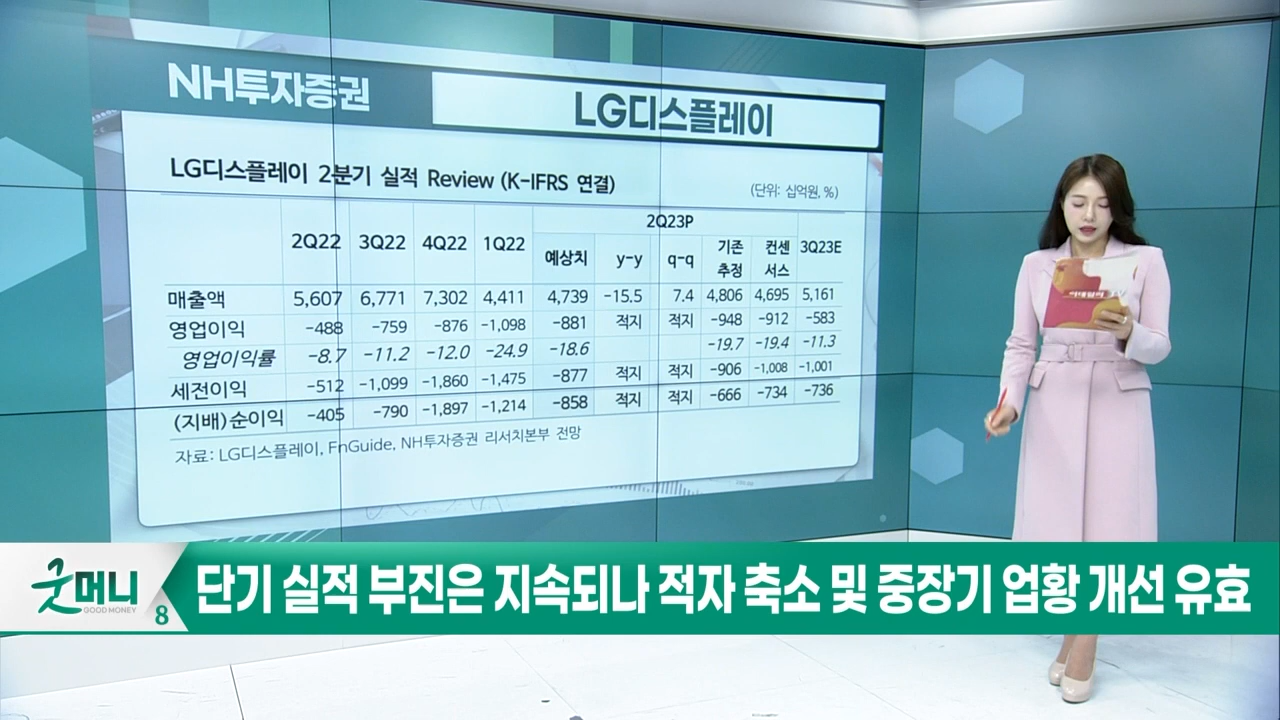 NH투자증권
LG디스플레이
LG디스플레이 2분기 실적 Review (K-IFRS 연결)
(단위: 십억원, %)
2Q22 3Q22 4Q22 1Q22 2Q23P 3Q23E
예상치 y-y q-q 기존 추정 컨센 서스
매출액 5,607 6,771 7,302 4,411 4,739 -15.5 7.4 4,806 4,695 5,161
영업이익 -488 -759 -876 -1,098 -881 적지 적지 -948 -912 -583
영업이익률 -8.7 -11.2 -12.0 -24.9 -18.6 -19.7 -19.4 -11.3
세전이익 -512 -1,099 -1,860 -1,475 -877 적지 적지 -906 -1,008 -1,001
(지배)순이익 -405 -790 -1,897 -1,214 -858 적지 적지 -666 -734 -736
자료: LG디스플레이, FnGuide, NH투자증권 리서치본부 전망
이데일리 TV
굿머니
GOOD MONEY
8
단기 실적 부진은 지속되나 적자 축소 및 중장기 업황 개선 유효